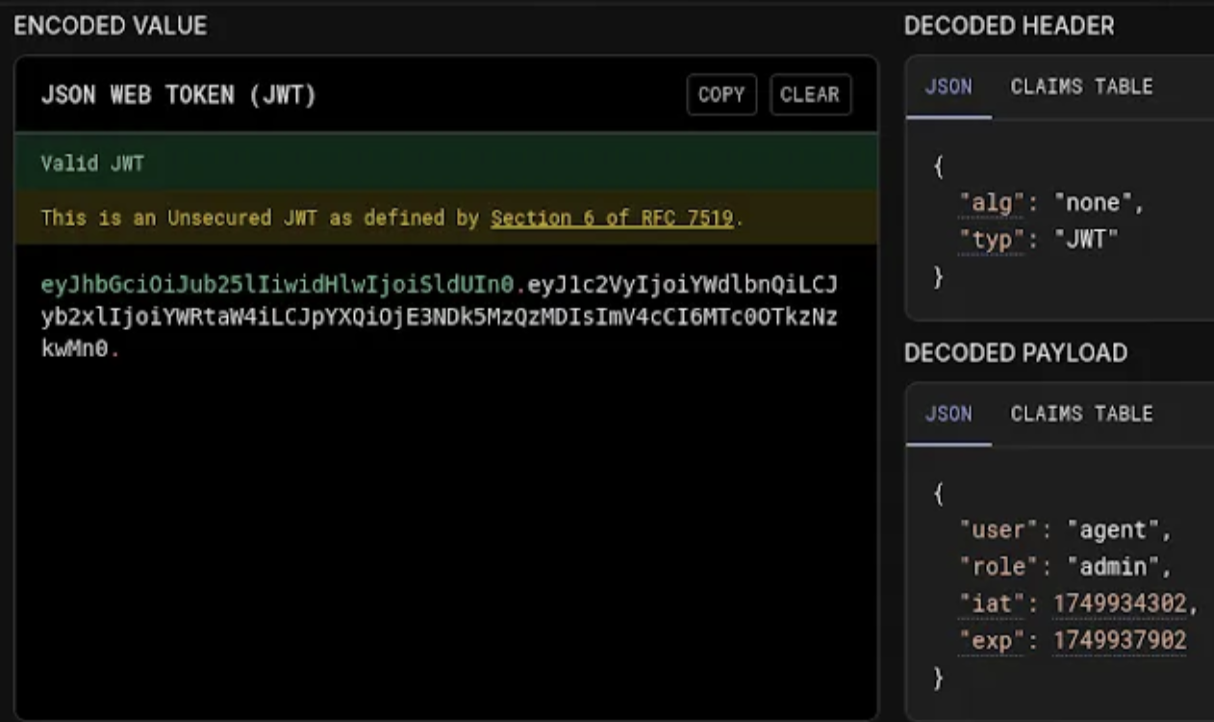 ENCODED VALUE
JSON WEB TOKEN (JWT)
COPY
CLEAR
Valid JWT
This is an Unsecured JWT as defined by Section 6 of RFC 7519.
eyJhbGciOiJub25lIiwidHlwIjoiSldUIn0.eyJ1c2VyIjoiYWdlbnQiLCJ
yb2xlIjoiYWRtaW4iLCJpYXQiOjE3NDk5MzQzMDIsImV4cCI6MTc0OTkzNz
kwMn0.
DECODED HEADER
JSON
CLAIMS TABLE
{
"alg": "none",
"typ": "JWT"
}
DECODED PAYLOAD
JSON
CLAIMS TABLE
{
"user": "agent",
"role": "admin",
"iat": 1749934302,
"exp": 1749937902
}